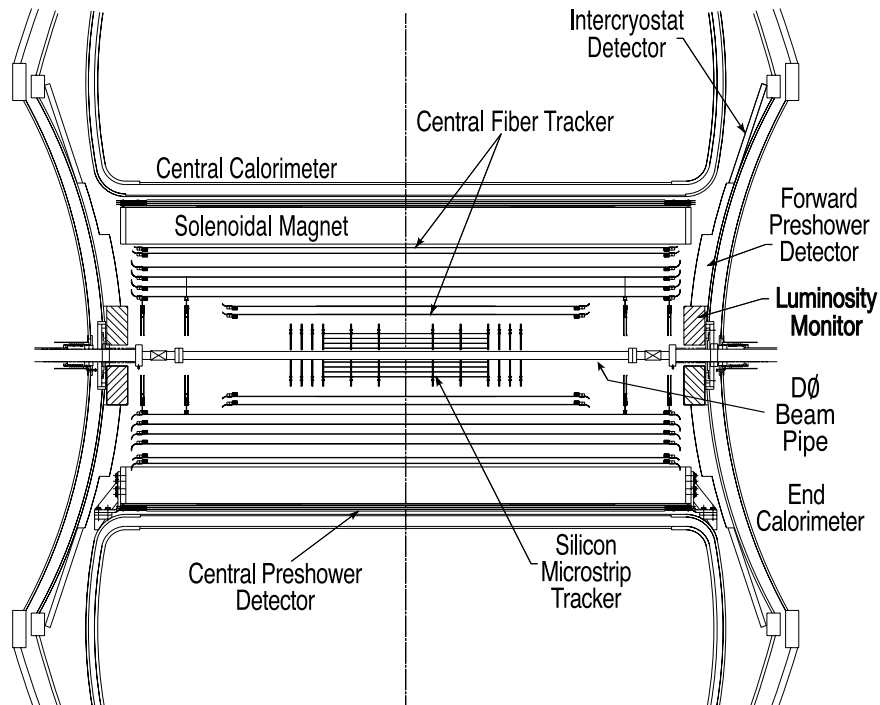 Intercryostat
Detector
Central Fiber Tracker
Central Calorimeter
Forward
Preshower
Detector
Solenoidal Magnet
Luminosity
Monitor
DØ
Beam
Pipe
End
Calorimeter
Silicon
Microstrip
Tracker
Central Preshower
Detector